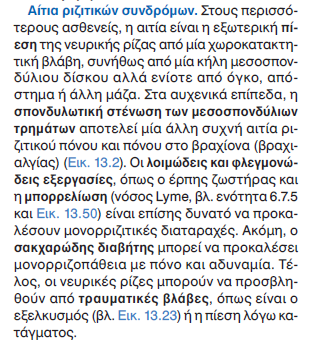 Αίτια ριζιτικών συνδρόμων. Στους περισσό-
τερους ασθενείς, η αιτία είναι η εξωτερική πί-
εση της νευρικής ρίζας από μία χωροκατακτη-
τική βλάβη, συνήθως από μία κήλη μεσοσπον-
δύλιου δίσκου αλλά ενίοτε από όγκο, από-
στημα ή άλλη μάζα. Στα αυχενικά επίπεδα, η
σπονδυλωτική στένωση των μεσοσπονδύλιων
τρημάτων αποτελεί μία άλλη συχνή αιτία ρι-
ζιτικού πόνου και πόνου στο βραχίονα (βραχι-
αλγίας) (Εικ. 13.2). Οι λοιμώδεις και φλεγμονώ-
δεις εξεργασίες, όπως ο έρπης ζωστήρας και
η μπορρελίωση (νόσος Lyme, βλ. ενότητα 6.7.5
και Εικ. 13.50) είναι επίσης δυνατό να προκα-
λέσουν μονορριζιτικές διαταραχές. Ακόμη, ο
σακχαρώδης διαβήτης μπορεί να προκαλέσει
μονορριζοπάθεια με πόνο και αδυναμία. Τέ-
λος, οι νευρικές ρίζες μπορούν να προσβλη-
θούν από τραυματικές βλάβες, όπως είναι ο
εξελκυσμός (βλ. Εικ. 13.23) ή η πίεση λόγω κα-
τάγματος.